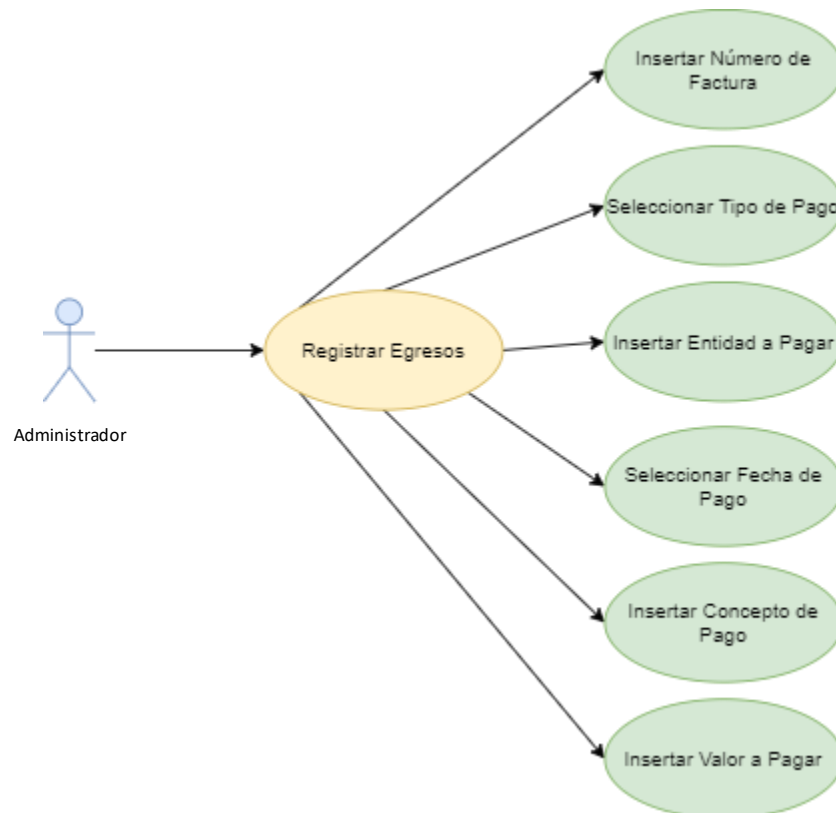 Insertar Número de
Factura
Seleccionar Tipo de Pago
Insertar Entidad a Pagar
Registrar Egresos
Administrador
Seleccionar Fecha de
Pago
Insertar Concepto de
Pago
Insertar Valor a Pagar